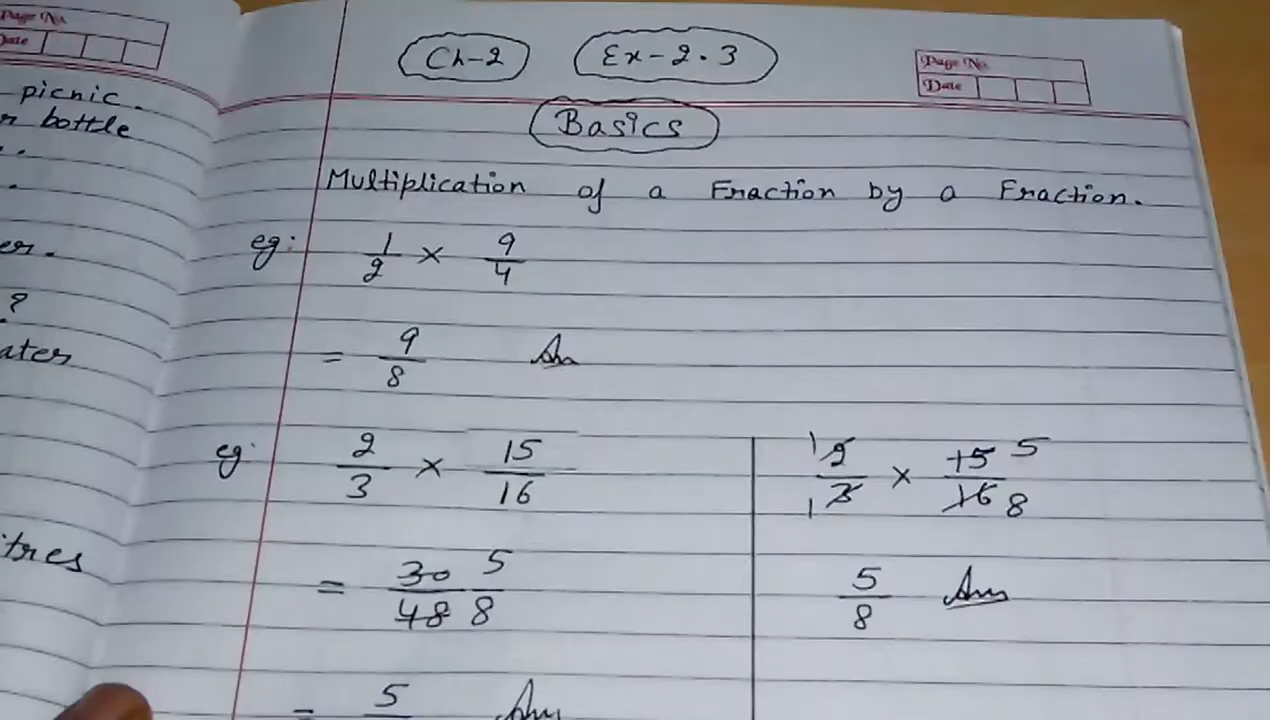 Page No.
Date
picnic.
bottle
er.
?
ater
itres
Ch-2
Ex-2.3
Page No.
Date
Basics
Multiplication of a Fraction by a Fraction.
eg: 1/2 × 9/4
= 9/8 Ans
eg: 2/3 × 15/16
= 30/48 5/8
= 5 Ans
1 2/1 3 × 15 5/16 8
5/8 Ans